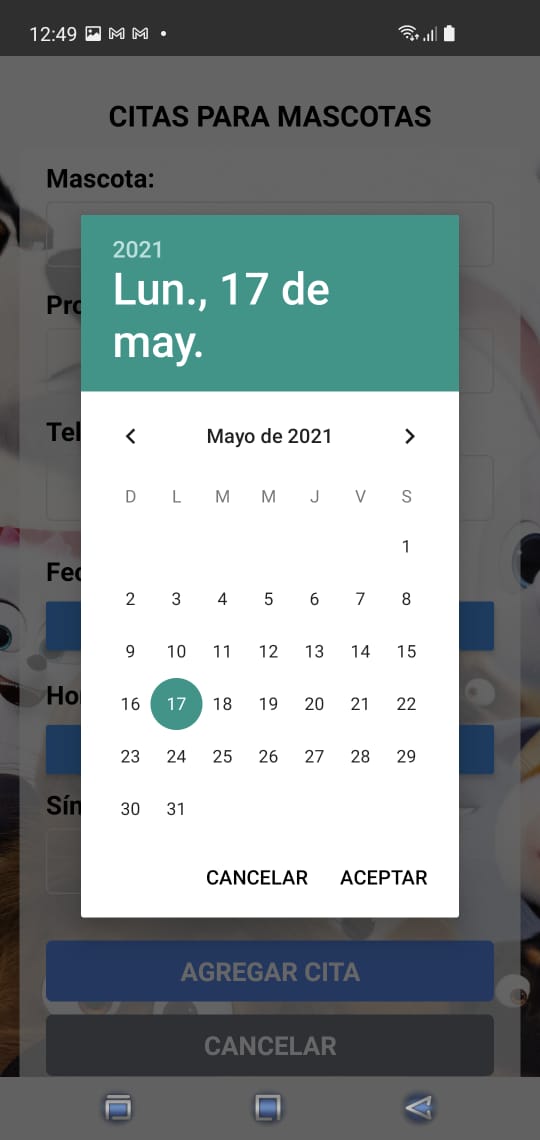 12:49
CITAS PARA MASCOTAS
Mascota:
2021
Lun., 17 de
may.
Pro
Tel
Mayo de 2021
D L M M J V S
1
Fec
2 3 4 5 6 7 8
9 10 11 12 13 14 15
Hor
16 17 18 19 20 21 22
23 24 25 26 27 28 29
Sín
30 31
CANCELAR ACEPTAR
AGREGAR CITA
CANCELAR